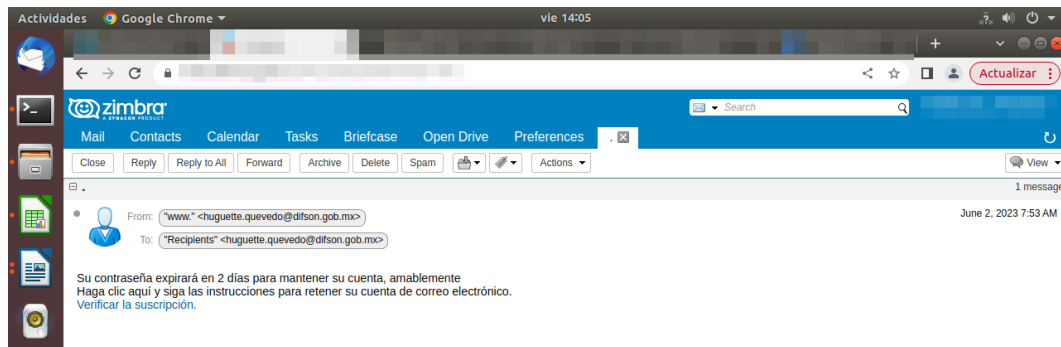 Actividades Google Chrome vie 14:05
Actualizar
zimbra
A SYNACOR PRODUCT
Search
Mail Contacts Calendar Tasks Briefcase Open Drive Preferences .
Close Reply Reply to All Forward Archive Delete Spam Actions View
. 1 message
From: "www." <huguette.quevedo@difson.gob.mx> June 2, 2023 7:53 AM
To: "Recipients" <huguette.quevedo@difson.gob.mx>
Su contraseña expirará en 2 días para mantener su cuenta, amablemente
Haga clic aquí y siga las instrucciones para retener su cuenta de correo electrónico.
Verificar la suscripción.